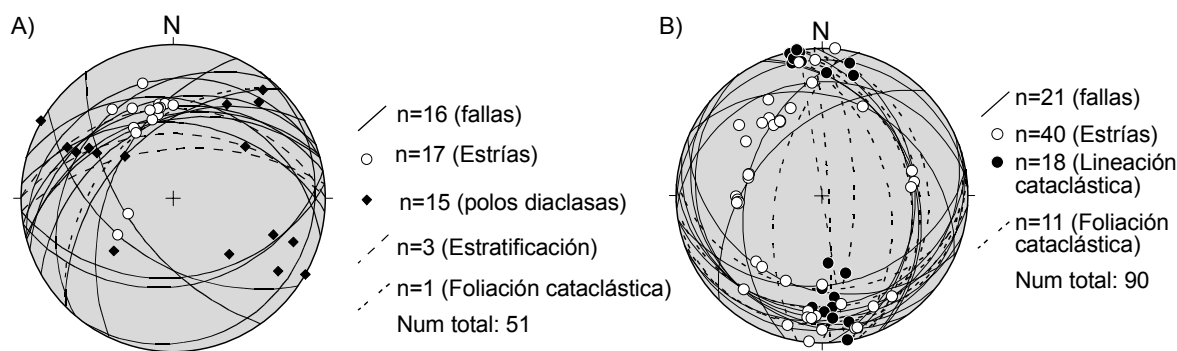 A)
N
n=16 (fallas)
n=17 (Estrías)
n=15 (polos diaclasas)
n=3 (Estratificación)
n=1 (Foliación cataclástica)
Num total: 51
B)
N
n=21 (fallas)
n=40 (Estrías)
n=18 (Lineación
cataclástica)
n=11 (Foliación
cataclástica)
Num total: 90